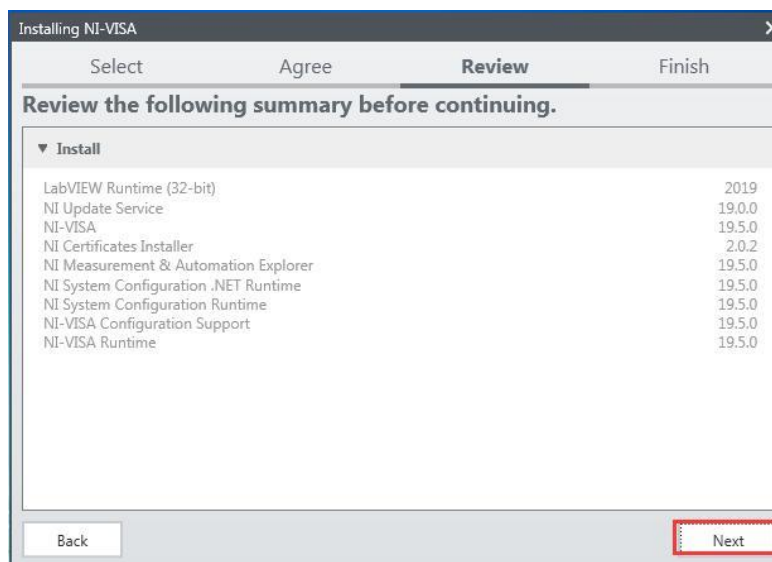 Installing NI-VISA
Select Agree Review Finish
Review the following summary before continuing.
Install
LabVIEW Runtime (32-bit) 2019
NI Update Service 19.0.0
NI-VISA 19.5.0
NI Certificates Installer 2.0.2
NI Measurement & Automation Explorer 19.5.0
NI System Configuration .NET Runtime 19.5.0
NI System Configuration Runtime 19.5.0
NI-VISA Configuration Support 19.5.0
NI-VISA Runtime 19.5.0
Back Next